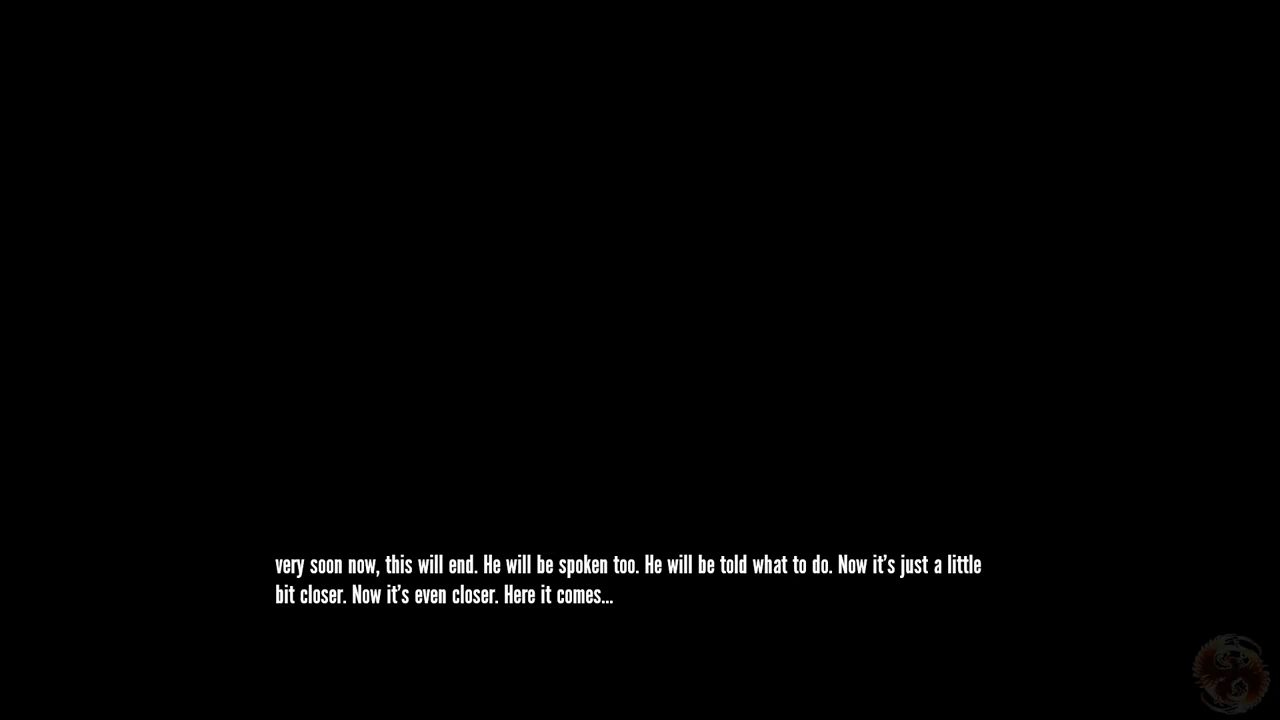 very soon now, this will end. He will be spoken too. He will be told what to do. Now it's just a little
bit closer. Now it's even closer. Here it comes...